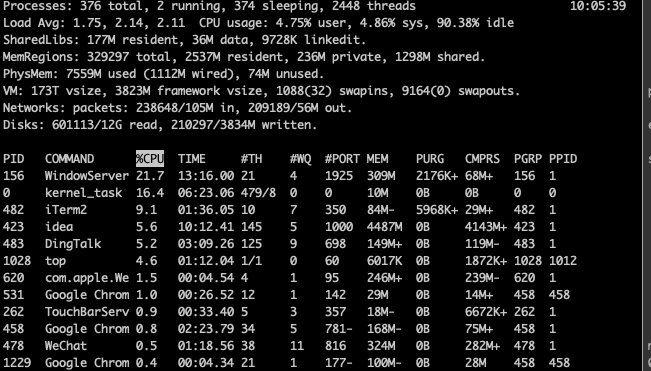 Processes: 376 total, 2 running, 374 sleeping, 2448 threads 10:05:39
Load Avg: 1.75, 2.14, 2.11 CPU usage: 4.75% user, 4.86% sys, 90.38% idle
SharedLibs: 177M resident, 36M data, 9728K linkedit.
MemRegions: 329297 total, 2537M resident, 236M private, 1298M shared.
PhysMem: 7559M used (1112M wired), 74M unused.
VM: 173T vsize, 3823M framework vsize, 1088(32) swapins, 9164(0) swapouts.
Networks: packets: 238648/105M in, 209189/56M out.
Disks: 601113/12G read, 210297/3834M written.
PID COMMAND %CPU TIME #TH #WQ #PORT MEM PURG CMPRS PGRP PPID
156 WindowServer 21.7 13:16.00 21 4 1925 309M 2176K+ 68M+ 156 1
0 kernel_task 16.4 06:23.06 479/8 0 0 10M 0B 0B 0 0
482 iTerm2 9.1 01:36.05 10 7 350 84M- 5968K+ 29M+ 482 1
423 idea 5.6 10:12.41 145 5 1000 4487M 0B 4143M+ 423 1
483 DingTalk 5.2 03:09.26 125 9 698 149M+ 0B 119M- 483 1
1028 top 4.6 01:12.04 1/1 0 60 6017K 0B 1872K+ 1028 1012
620 com.apple.We 1.5 00:04.54 4 1 95 246M+ 0B 239M- 620 1
531 Google Chrom 1.0 00:26.52 12 1 142 29M 0B 14M+ 458 458
262 TouchBarServ 0.9 00:33.40 5 3 357 18M- 0B 6672K+ 262 1
458 Google Chrom 0.8 02:23.79 34 5 781- 168M- 0B 75M+ 458 1
478 WeChat 0.5 01:18.56 38 11 816 324M 0B 282M+ 478 1
1229 Google Chrom 0.4 00:04.34 21 1 177- 100M- 0B 28M 458 458